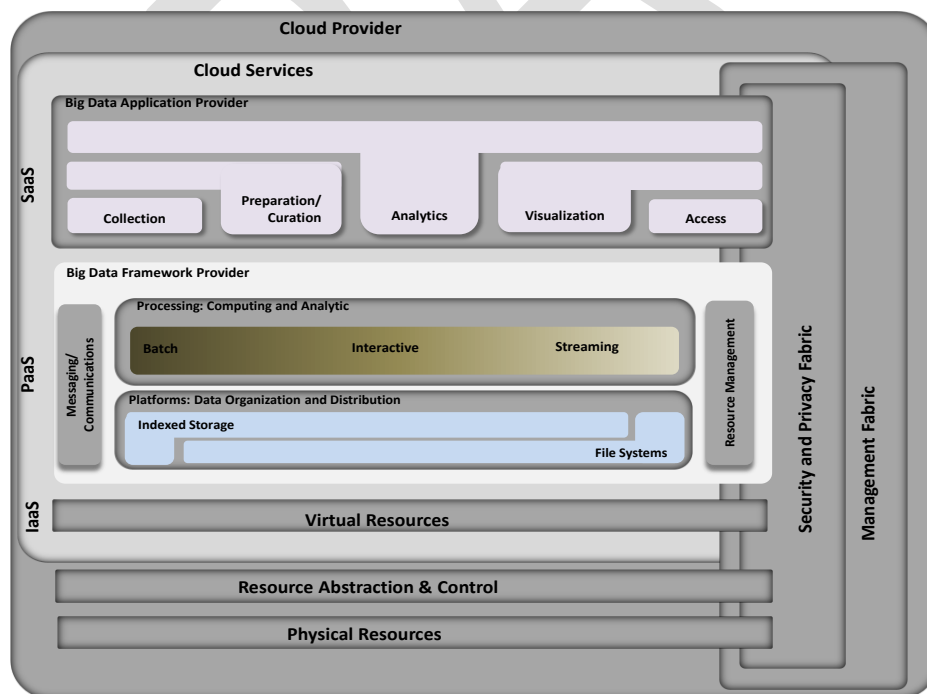 Cloud Provider
Cloud Services
Big Data Application Provider
SaaS
Collection
Preparation/
Curation
Analytics
Visualization
Access
Big Data Framework Provider
PaaS
Messaging/
Communications
Processing: Computing and Analytic
Batch
Interactive
Streaming
Platforms: Data Organization and Distribution
Indexed Storage
File Systems
Resource Management
IaaS
Virtual Resources
Resource Abstraction & Control
Physical Resources
Security and Privacy Fabric
Management Fabric